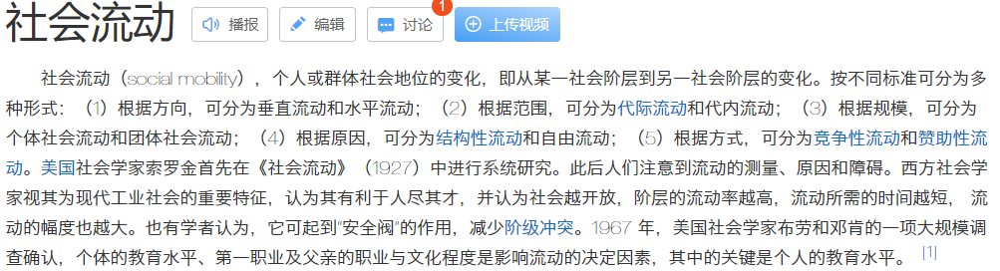 社会流动 播报 编辑 讨论 1 上传视频
社会流动（social mobility），个人或群体社会地位的变化，即从某一社会阶层到另一社会阶层的变化。按不同标准可分为多
种形式：（1）根据方向，可分为垂直流动和水平流动；（2）根据范围，可分为代际流动和代内流动；（3）根据规模，可分为
个体社会流动和团体社会流动；（4）根据原因，可分为结构性流动和自由流动；（5）根据方式，可分为竞争性流动和赞助性流
动。美国社会学家索罗金首先在《社会流动》（1927）中进行系统研究。此后人们注意到流动的测量、原因和障碍。西方社会学
家视其为现代工业社会的重要特征，认为其有利于人尽其才，并认为社会越开放，阶层的流动率越高，流动所需的时间越短， 流
动的幅度也越大。也有学者认为，它可起到“安全阀”的作用，减少阶级冲突。1967 年，美国社会学家布劳和邓肯的一项大规模调
查确认，个体的教育水平、第一职业及父亲的职业与文化程度是影响流动的决定因素，其中的关键是个人的教育水平。 [1]